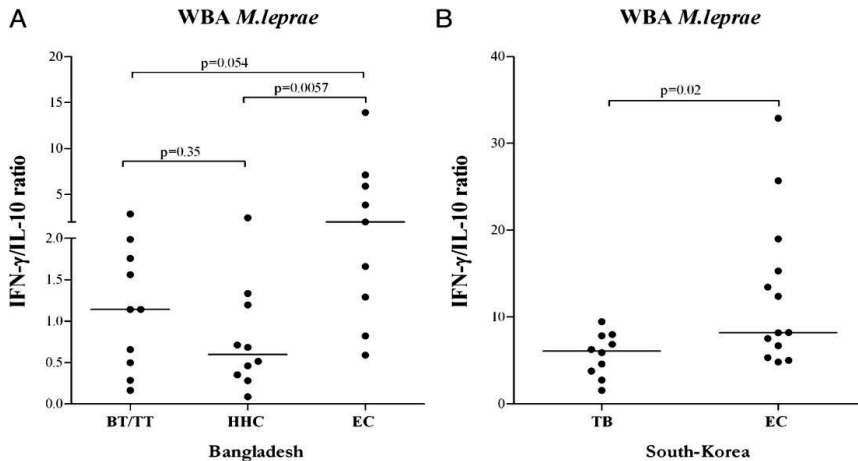 A
WBA M.leprae
IFN-γ/IL-10 ratio
20
15
10
5
2.0
1.5
1.0
0.5
0.0
p=0.054
p=0.0057
p=0.35
BT/TT HHC EC
Bangladesh
B
WBA M.leprae
IFN-γ/IL-10 ratio
40
30
20
10
0
p=0.02
TB EC
South-Korea